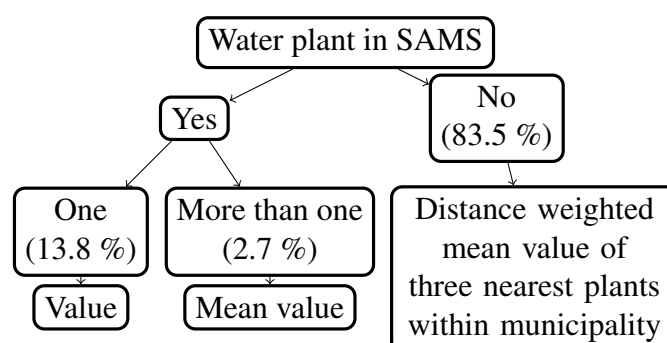 Water plant in SAMS
Yes
No
(83.5 %)
One
(13.8 %)
More than one
(2.7 %)
Distance weighted
mean value of
three nearest plants
within municipality
Value
Mean value